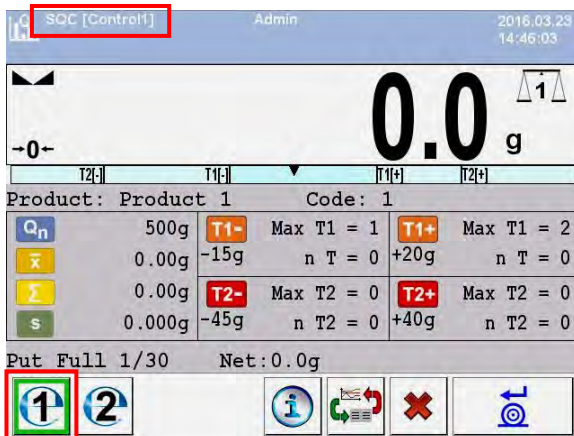 SQC [Control1] Admin 2016.03.23
14:46:03
1
0.0 g
→0←
T2[-] T1[-] T1[+] T2[+]
Product: Product 1 Code: 1
Qn 500g T1- Max T1 = 1 T1+ Max T1 = 2
x̅ 0.00g -15g n T = 0 +20g n T = 0
Σ 0.00g T2- Max T2 = 0 T2+ Max T2 = 0
s 0.000g -45g n T2 = 0 +40g n T2 = 0
Put Full 1/30 Net:0.0g
1 2 i